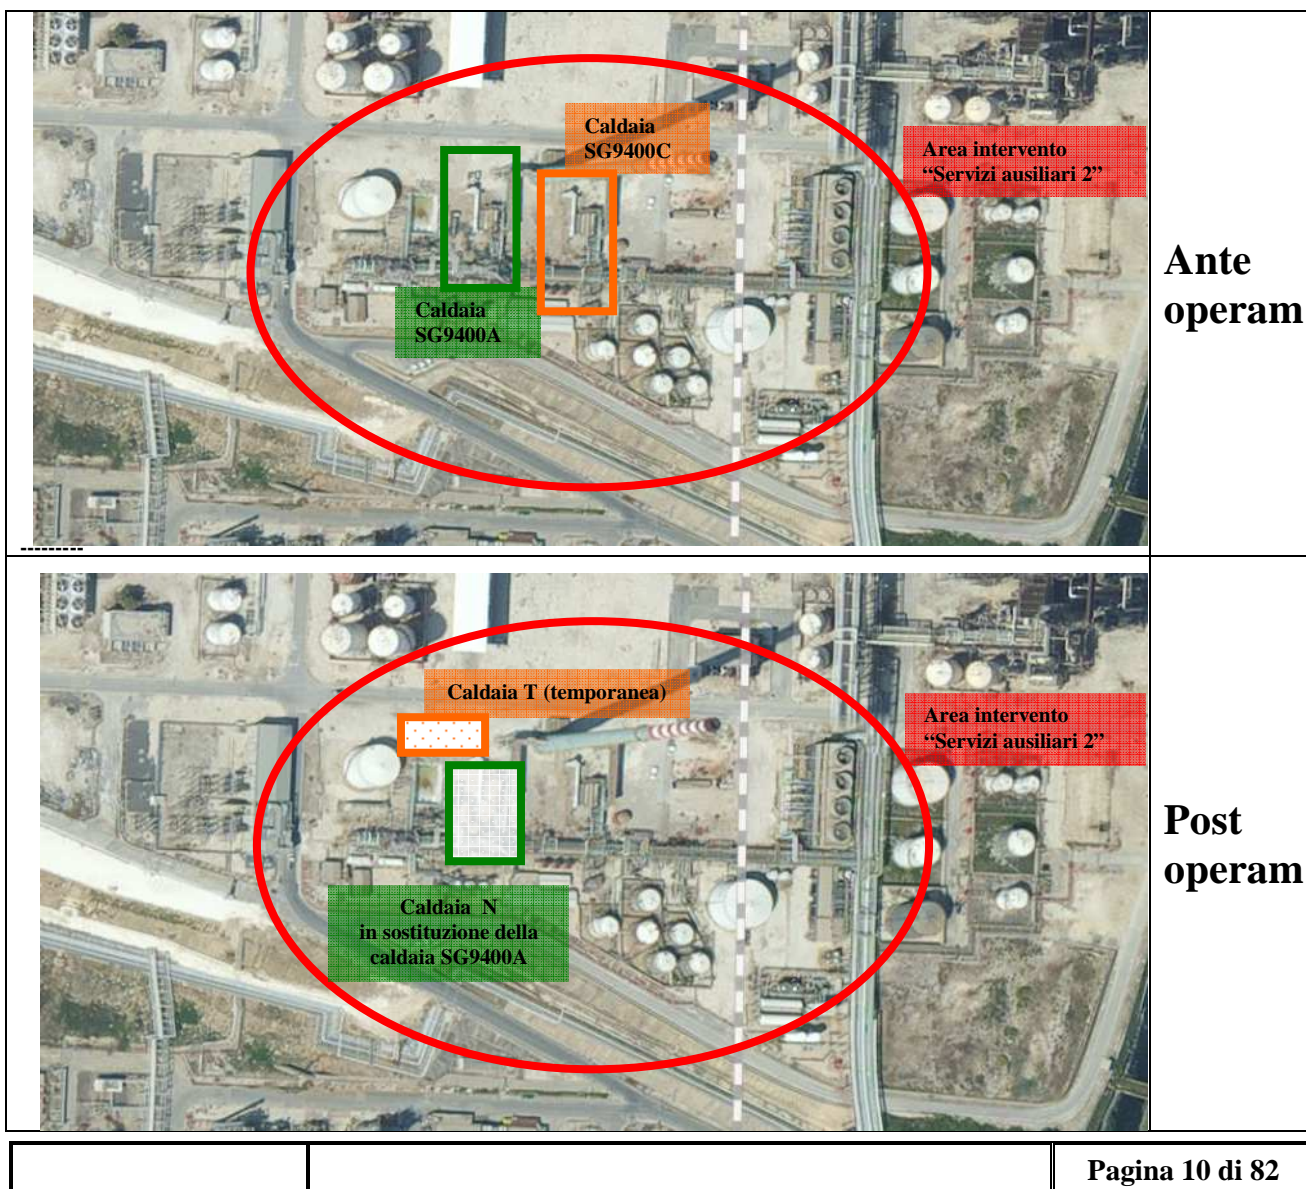 Caldaia
SG9400C
Area intervento
“Servizi ausiliari 2”
Caldaia
SG9400A
Ante
operam
---------
Caldaia T (temporanea)
Area intervento
“Servizi ausiliari 2”
Caldaia N
in sostituzione della
caldaia SG9400A
Post
operam
Pagina 10 di 82